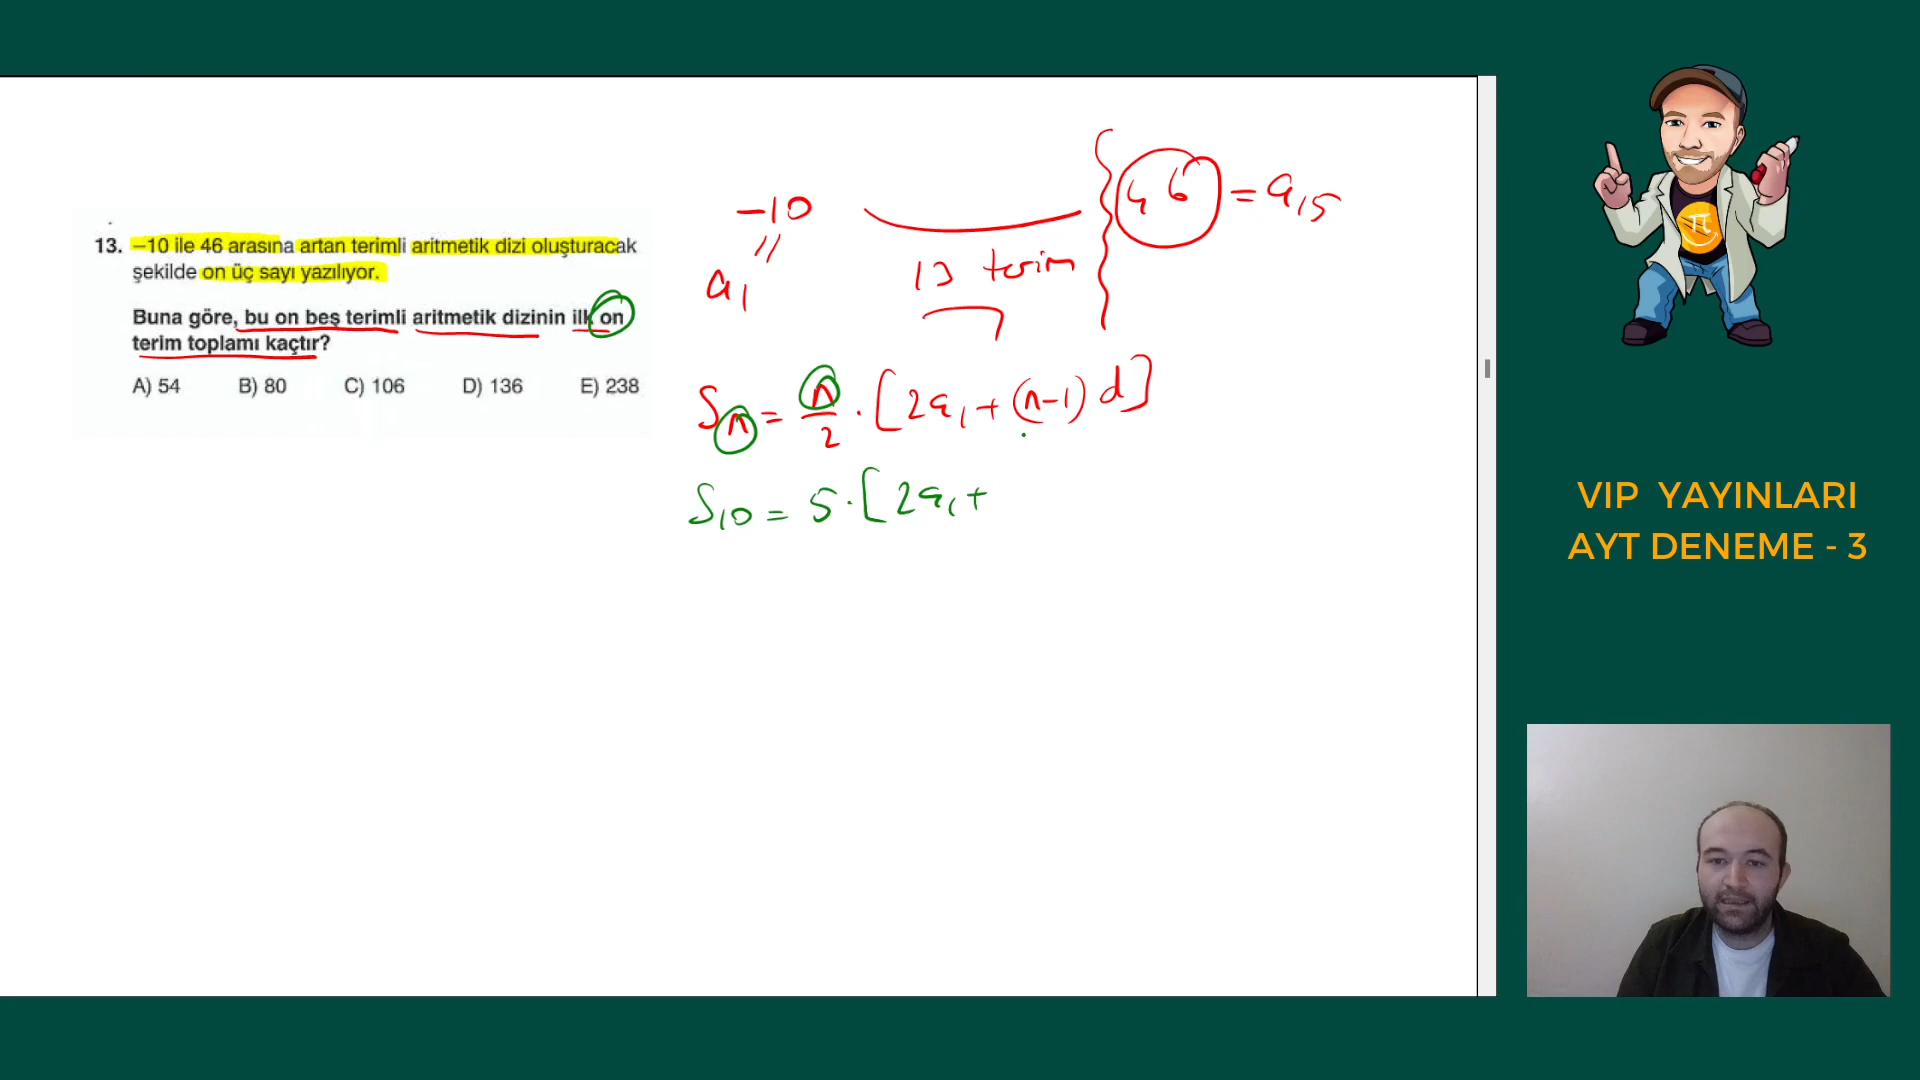 13. –10 ile 46 arasına artan terimli aritmetik dizi oluşturacak
şekilde on üç sayı yazılıyor.
Buna göre, bu on beş terimli aritmetik dizinin ilk on
terim toplamı kaçtır?
A) 54 B) 80 C) 106 D) 136 E) 238
-10
46 = a₁₅
a₁
13 terim
Sₙ = n/2 · [2a₁ + (n-1) d]
S₁₀ = 5 · [2a₁ +
π
VIP YAYINLARI
AYT DENEME - 3